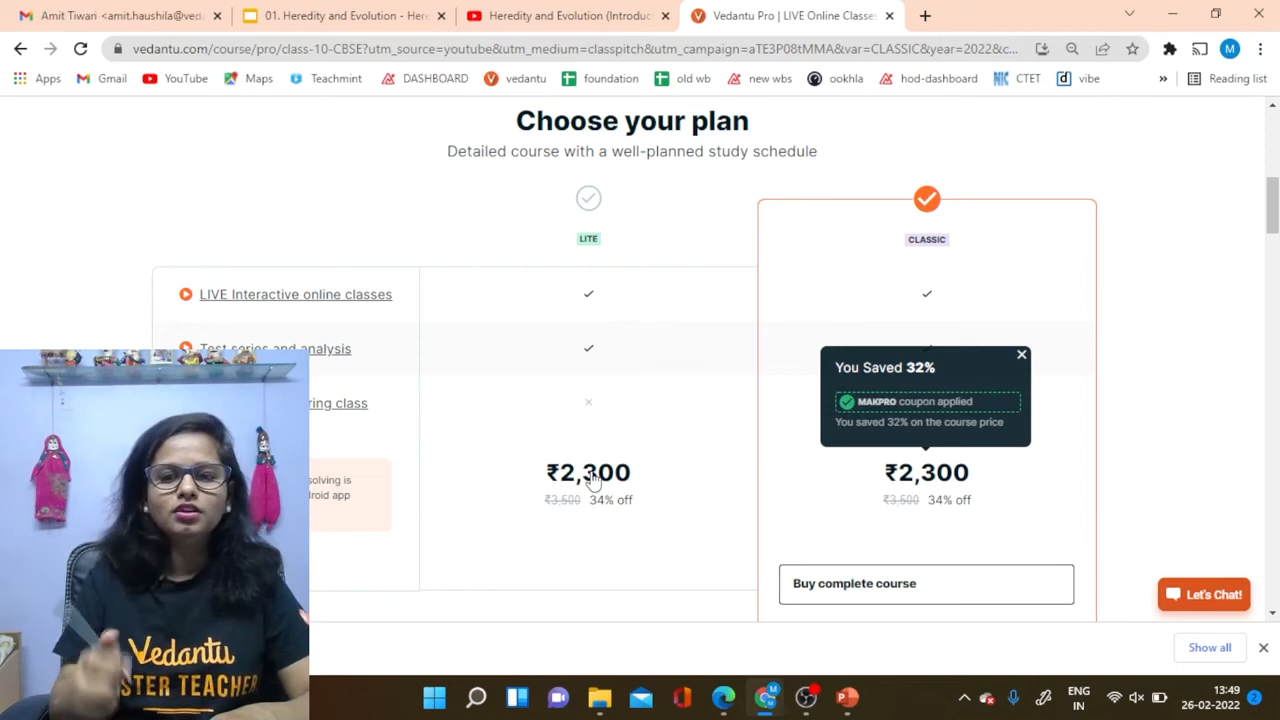 Amit Tiwari <amit.haushila@ved
01. Heredity and Evolution - Here
Heredity and Evolution (Introduc
Vedantu Pro | LIVE Online Classes
vedantu.com/course/pro/class-10-CBSE?utm_source=youtube&utm_medium=classpitch&utm_campaign=aTE3P08tMMA&var=CLASSIC&year=2022&c...
M
Apps
Gmail
YouTube
Maps
Teachmint
DASHBOARD
vedantu
foundation
old wb
new wbs
ookhla
hod-dashboard
CTET
vibe
»
Reading list
Choose your plan
Detailed course with a well-planned study schedule
LITE
CLASSIC
LIVE Interactive online classes
Test series and analysis
ring class
You Saved 32%
MAKPRO coupon applied
You saved 32% on the course price
olving is
droid app
₹2,300
₹3,500 34% off
₹2,300
₹3,500 34% off
Buy complete course
Let's Chat!
Show all
Vedantu
STER TEACHER
ENG
IN
13:49
26-02-2022
2